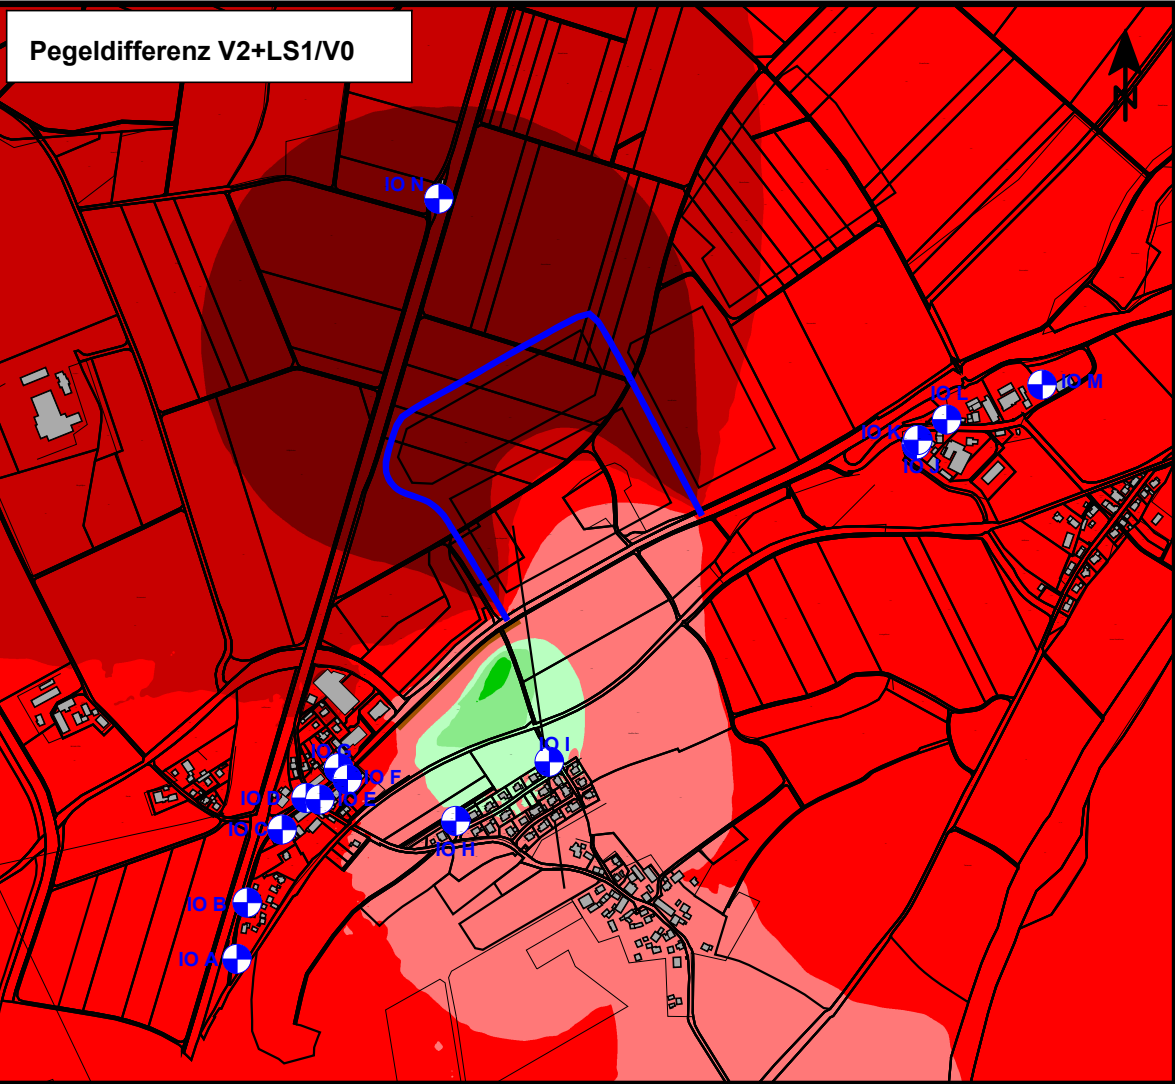 Pegeldifferenz V2+LS1/V0
N
IO N
IO M
IO L
IO K
IO J
IO I
IO G
IO F
IO D
IO E
IO C
IO H
IO B
IO A